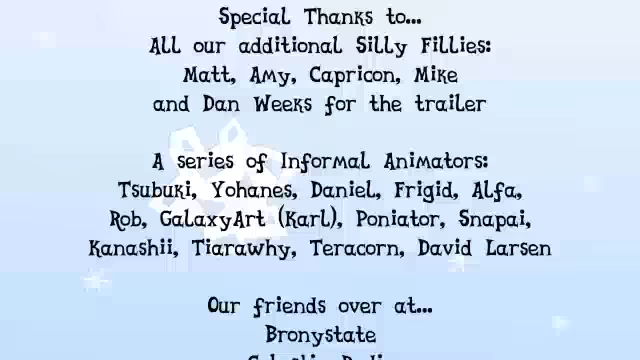 Special Thanks to...
All our additional Silly Fillies:
Matt, Amy, Capricon, Mike
and Dan Weeks for the trailer
A series of Informal Animators:
Tsubuki, Yohanes, Daniel, Frigid, Alfa,
Rob, GalaxyArt (Karl), Poniator, Snapai,
Kanashii, Tiarawhy, Teracorn, David Larsen
Our friends over at...
Bronystate